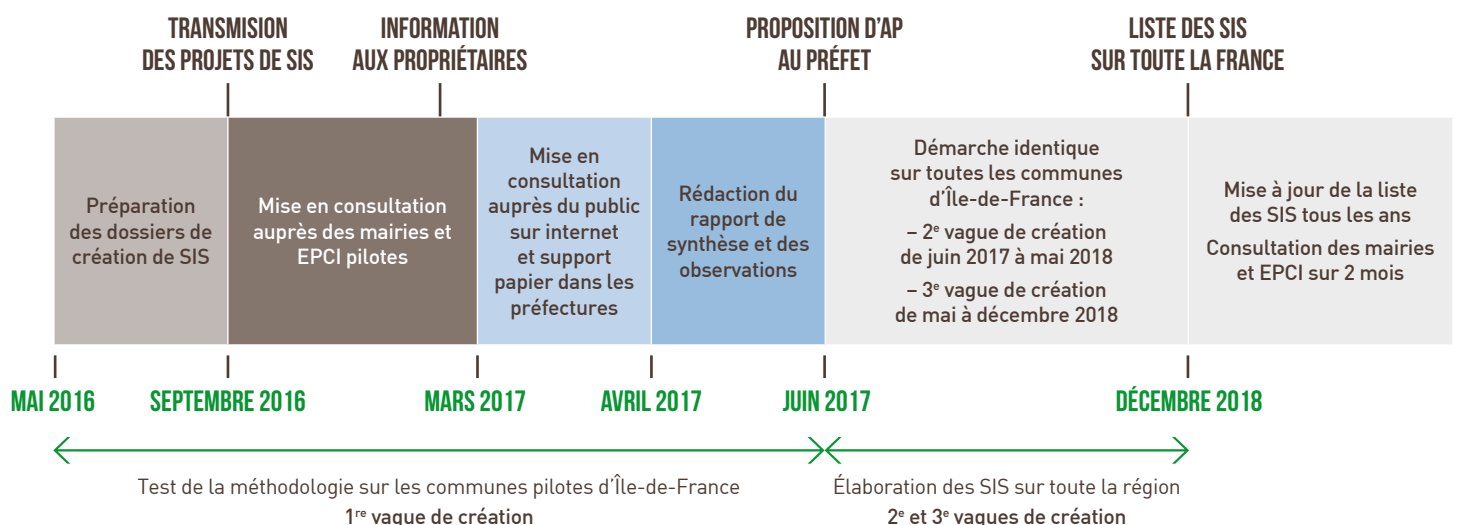 TRANSMISION
DES PROJETS DE SIS
INFORMATION
AUX PROPRIÉTAIRES
PROPOSITION D'AP
AU PRÉFET
LISTE DES SIS
SUR TOUTE LA FRANCE
Préparation
des dossiers de
création de SIS
Mise en consultation
auprès des mairies et
EPCI pilotes
Mise en
consultation
auprès du public
sur internet
et support
papier dans les
préfectures
Rédaction du
rapport de
synthèse et des
observations
Démarche identique
sur toutes les communes
d'Île-de-France :
– 2e vague de création
de juin 2017 à mai 2018
– 3e vague de création
de mai à décembre 2018
Mise à jour de la liste
des SIS tous les ans
Consultation des mairies
et EPCI sur 2 mois
MAI 2016
SEPTEMBRE 2016
MARS 2017
AVRIL 2017
JUIN 2017
DÉCEMBRE 2018
Test de la méthodologie sur les communes pilotes d'Île-de-France
1re vague de création
Élaboration des SIS sur toute la région
2e et 3e vagues de création